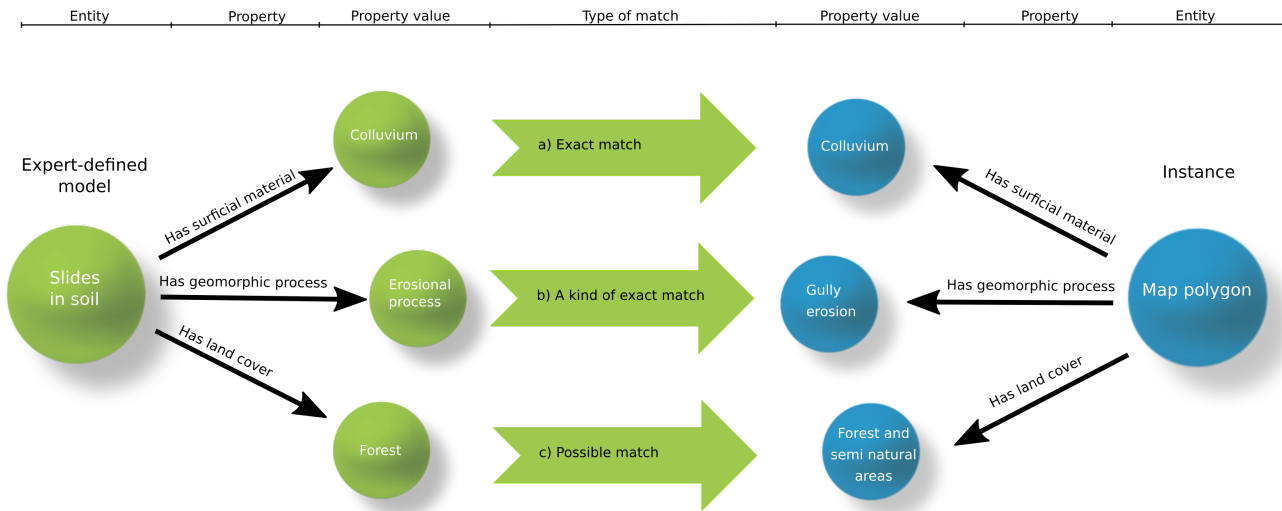 Entity
Property
Property value
Type of match
Property value
Property
Entity
Expert-defined
model
Slides
in soil
Has surficial material
Has geomorphic process
Has land cover
Colluvium
Erosional
process
Forest
a) Exact match
b) A kind of exact match
c) Possible match
Colluvium
Gully
erosion
Forest and
semi natural
areas
Has surficial material
Has geomorphic process
Has land cover
Instance
Map polygon